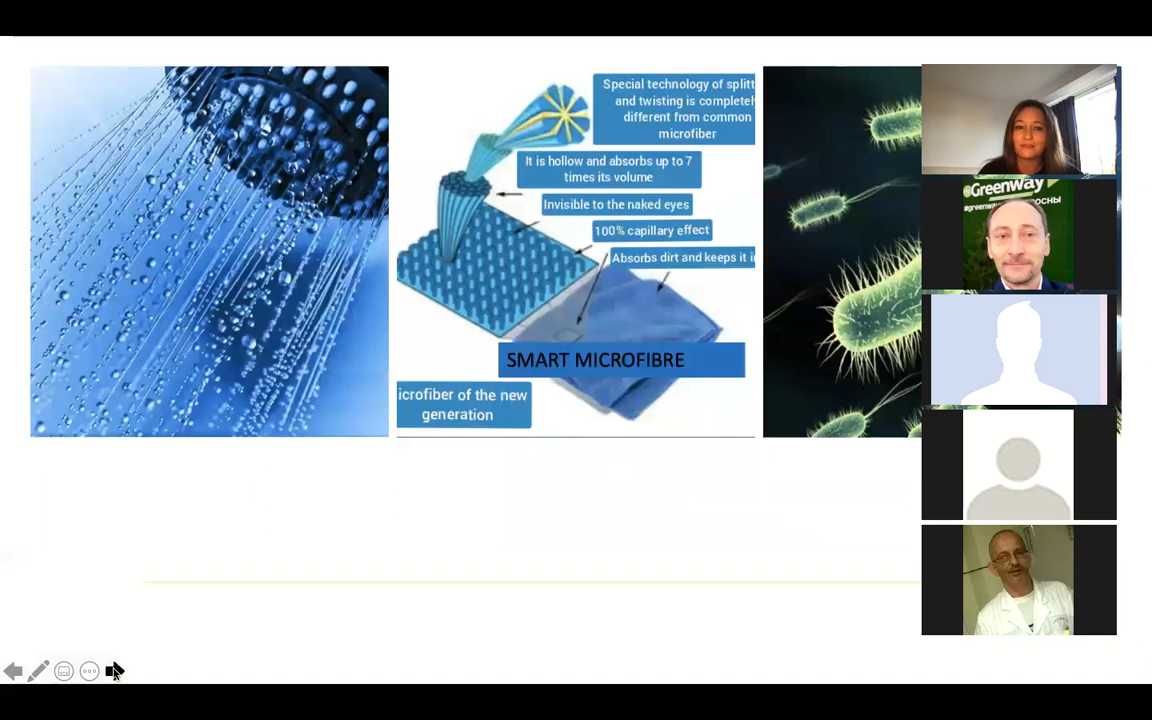 Special technology of splitt
and twisting is completel
different from common
microfiber
It is hollow and absorbs up to 7
times its volume
Invisible to the naked eyes
100% capillary effect
Absorbs dirt and keeps it i
SMART MICROFIBRE
icrofiber of the new
generation
Greenway
#greenway